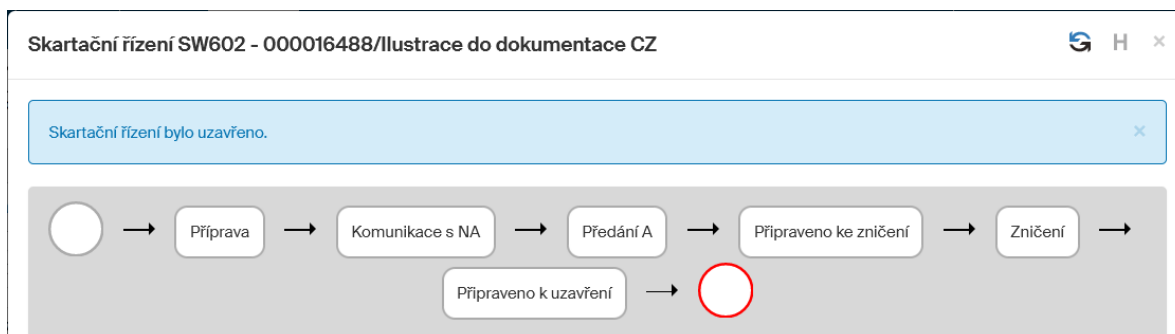 Skartační řízení SW602 - 000016488/Ilustrace do dokumentace CZ H ×
Skartační řízení bylo uzavřeno. ×
Příprava Komunikace s NA Předání A Připraveno ke zničení Zničení
Připraveno k uzavření